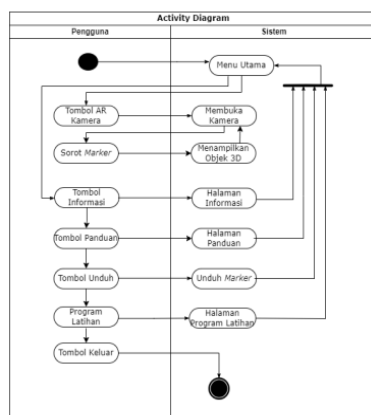 Activity Diagram
Pengguna
Sistem
Menu Utama
Tombol AR
Kamera
Membuka
Kamera
Sorot Marker
Menampilkan
Objek 3D
Tombol
Informasi
Halaman
Informasi
Tombol Panduan
Halaman
Panduan
Tombol Unduh
Unduh Marker
Program
Latihan
Halaman
Program Latihan
Tombol Keluar